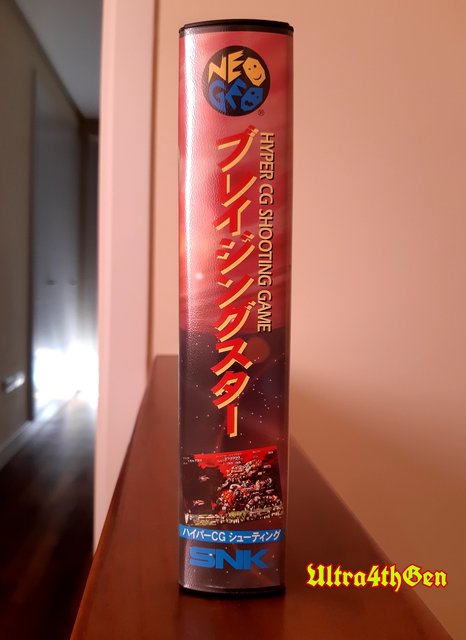 NEO
GEO
®
HYPER CG SHOOTING GAME
ブレイジングスター
ハイパーCG シューティング
SNK
Ultra4thGen